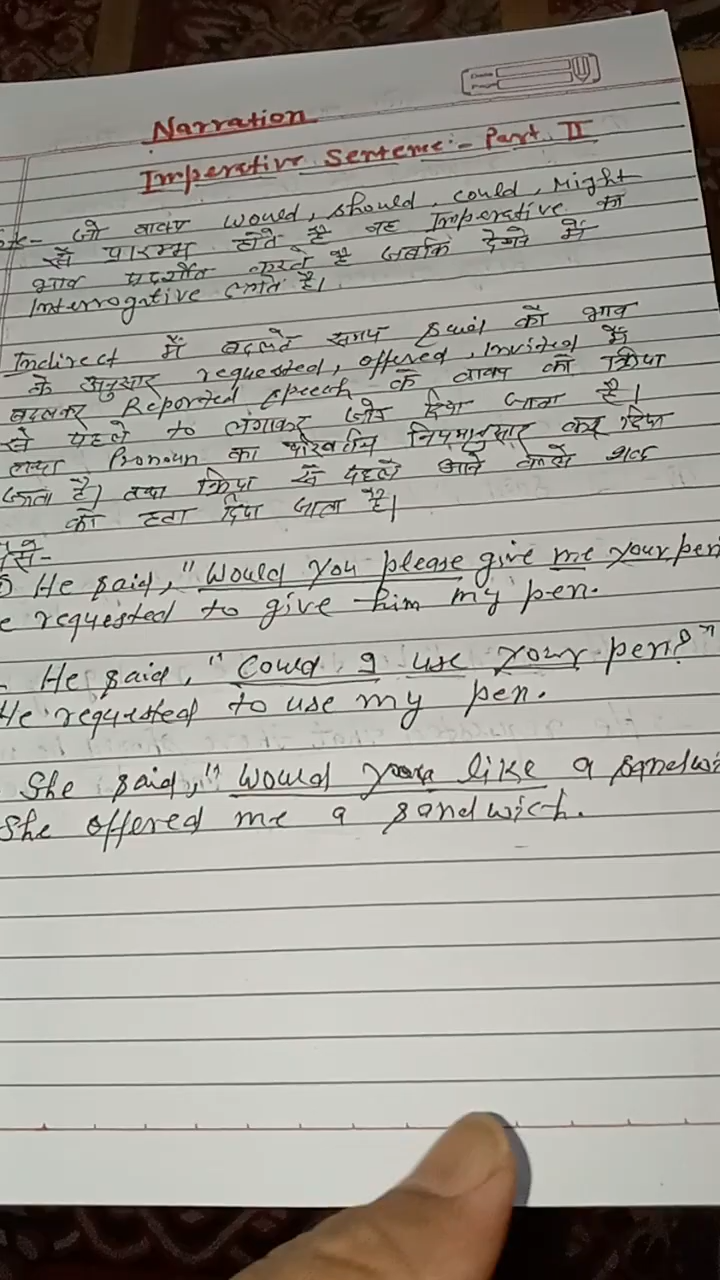 Date
Page
Narration
Imperative Sentence:- Part II
जो वाक्य would, should, could, Might
से प्रारम्भ होते है वह Imperative का
भाव प्रदर्शित करते है जबकि देखने में
Interrogative लगते है।
Indirect में बदलते समय said को भाव
के अनुसार requested, offered, invited में
बदलकर Reported speech के वाक्य की क्रिया
से पहले to लगाकर जोड दिया जाता है।
तथा Pronoun का परिवर्तन नियमानुसार कर दिया
जाता है। तथा क्रिया से पहले आने वाले शब्द
को हटा दिया जाता है।
He said, "Would you please give me your pen
requested to give him my pen.
He said, "Could I use your pen?"
He requested to use my pen.
She said, "Would you like a sandwi
She offered me a sandwich.